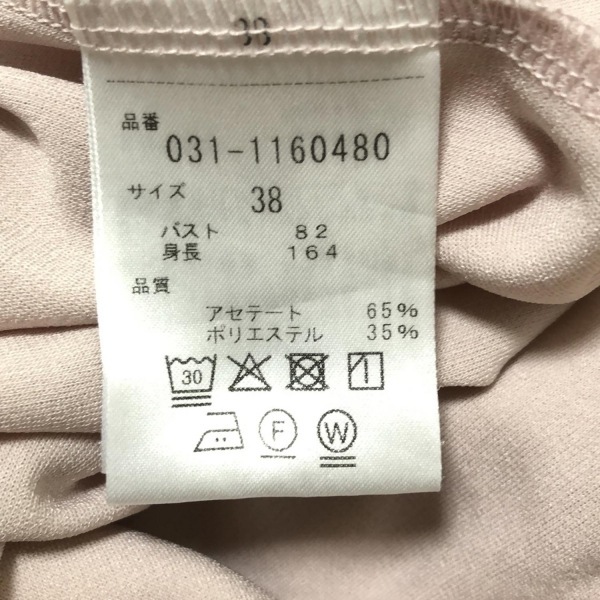 33
品番
031-1160480
サイズ 38
バスト 82
身長 164
品質
アセテート 65%
ポリエステル 35%
30
F W